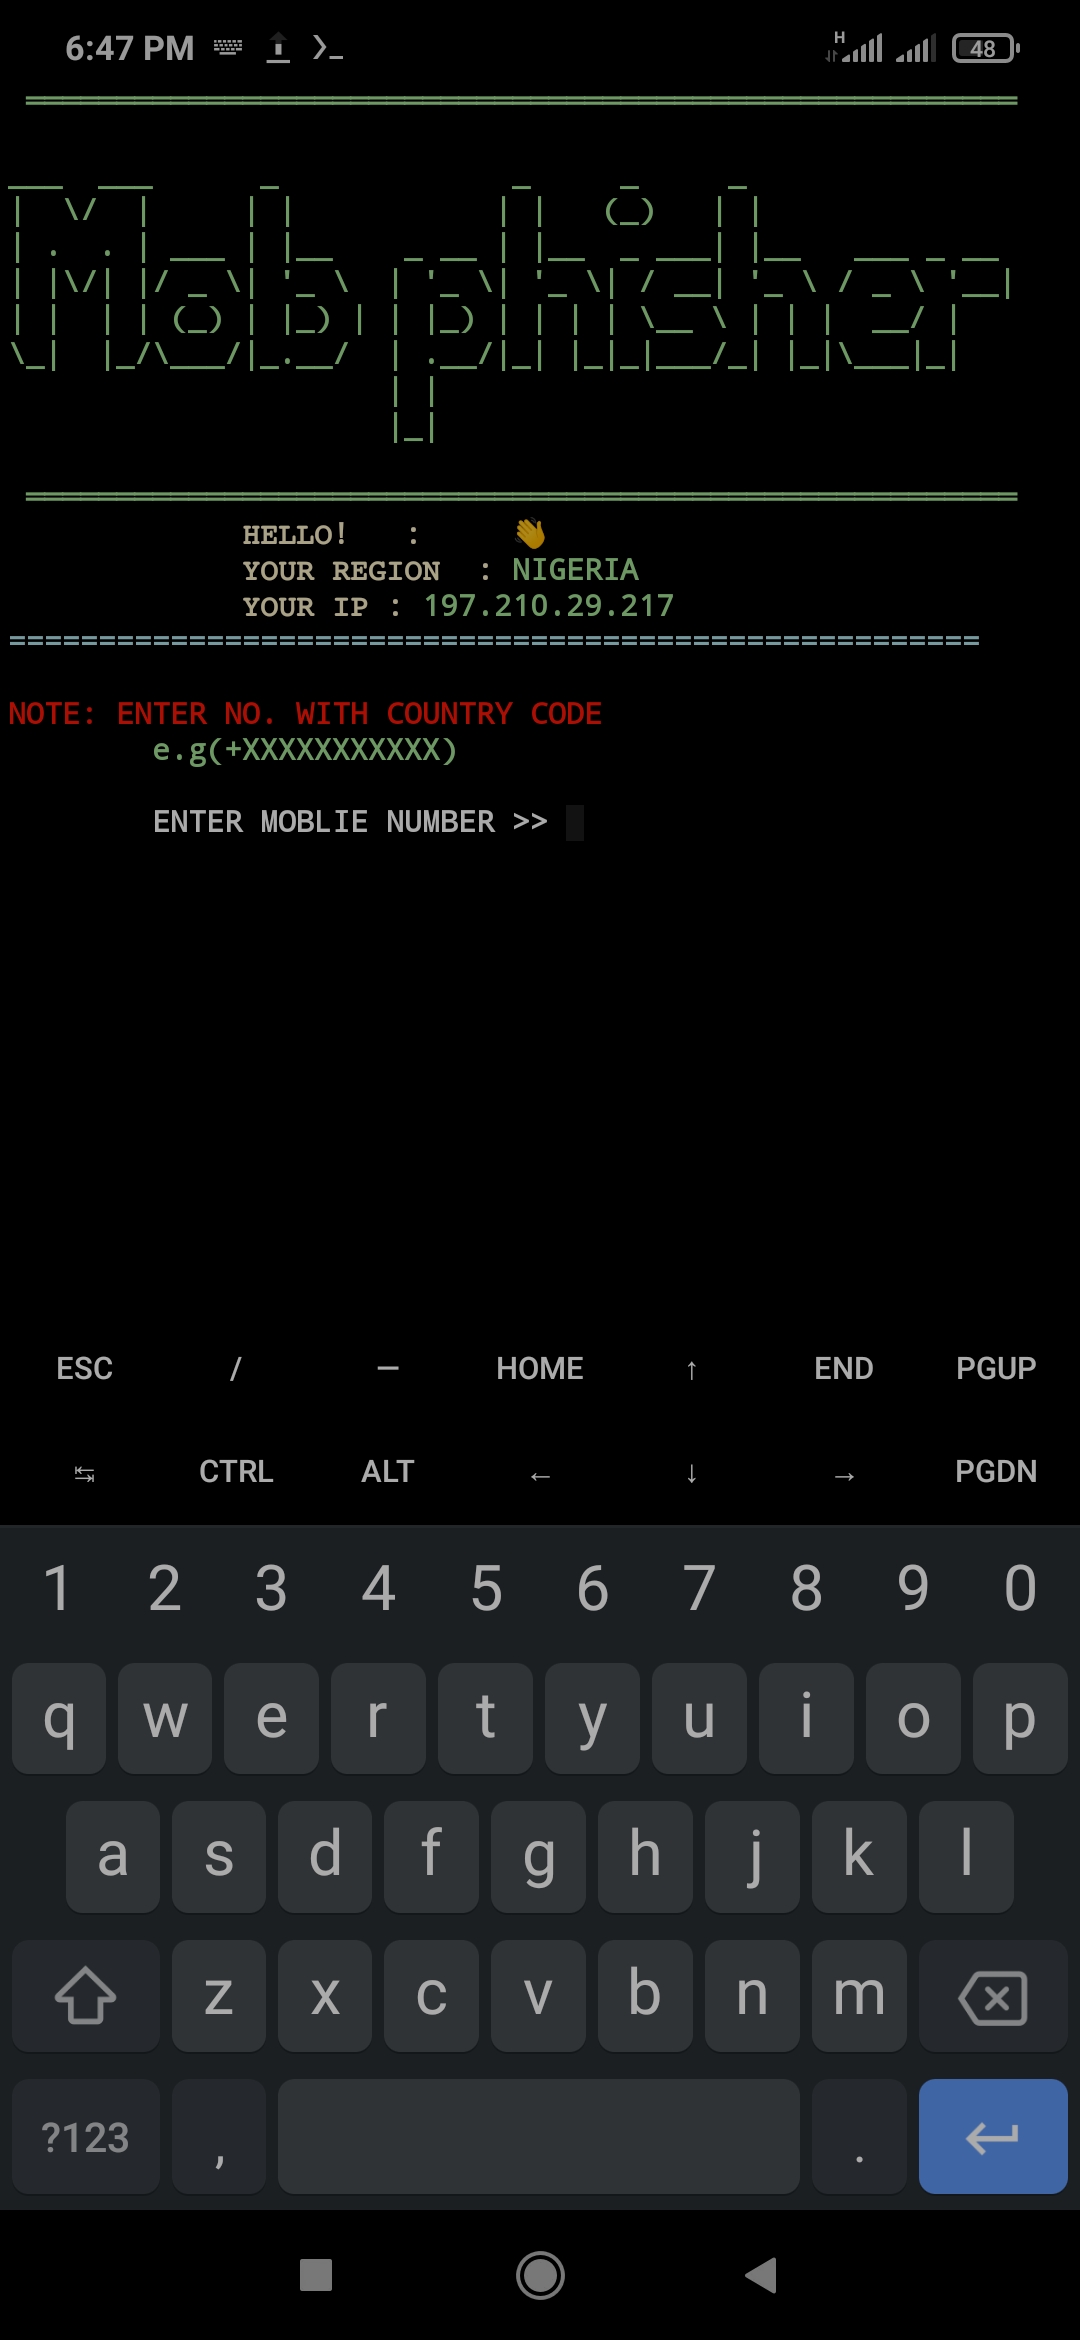 6:47 PM H 48
Mobphisher
HELLO! : 👋
YOUR REGION : NIGERIA
YOUR IP : 197.210.29.217
======================================================
NOTE: ENTER NO. WITH COUNTRY CODE
e.g(+XXXXXXXXXXX)
ENTER MOBLIE NUMBER >>
ESC / — HOME ↑ END PGUP
↹ CTRL ALT ← ↓ → PGDN
1 2 3 4 5 6 7 8 9 0
q w e r t y u i o p
a s d f g h j k l
z x c v b n m
?123 , .